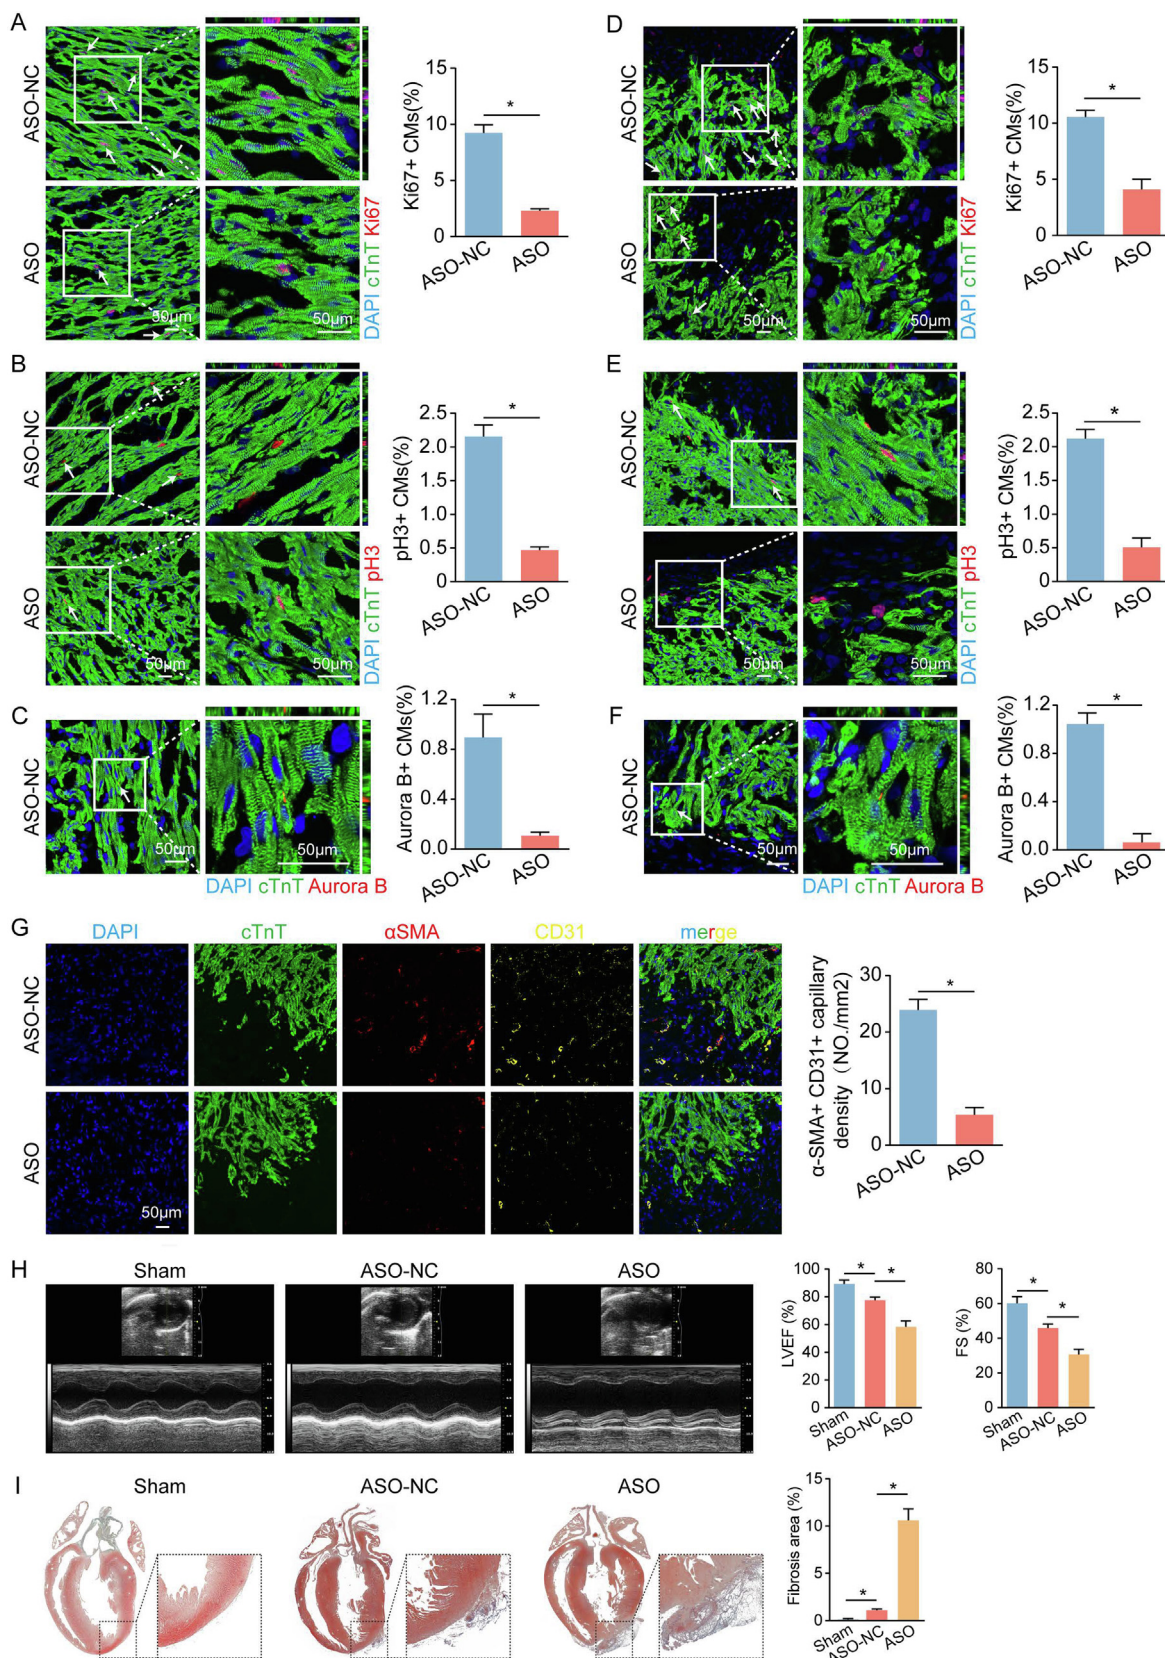 A
ASO-NC
ASO
50µm
50µm
DAPI cTnT Ki67
Ki67+ CMs(%)
15
10
5
0
*
ASO-NC
ASO
D
ASO-NC
ASO
50µm
50µm
DAPI cTnT Ki67
Ki67+ CMs(%)
15
10
5
0
*
ASO-NC
ASO
B
ASO-NC
ASO
50µm
50µm
DAPI cTnT pH3
pH3+ CMs(%)
2.5
2.0
1.5
1.0
0.5
0
*
ASO-NC
ASO
E
ASO-NC
ASO
50µm
50µm
DAPI cTnT pH3
pH3+ CMs(%)
2.5
2.0
1.5
1.0
0.5
0
*
ASO-NC
ASO
C
ASO-NC
50µm
50µm
DAPI cTnT Aurora B
Aurora B+ CMs(%)
1.2
0.8
0.4
0.0
*
ASO-NC
ASO
F
ASO-NC
50µm
50µm
DAPI cTnT Aurora B
Aurora B+ CMs(%)
1.2
0.8
0.4
0.0
*
ASO-NC
ASO
G
DAPI
cTnT
αSMA
CD31
merge
ASO-NC
ASO
50µm
α-SMA+ CD31+ capillary
density（NO./mm2)
30
20
10
0
*
ASO-NC
ASO
H
Sham
ASO-NC
ASO
LVEF (%)
100
80
60
40
20
0
*
*
Sham
ASO-NC
ASO
FS (%)
80
60
40
20
0
*
*
Sham
ASO-NC
ASO
I
Sham
ASO-NC
ASO
Fibrosis area (%)
15
10
5
0
*
*
Sham
ASO-NC
ASO